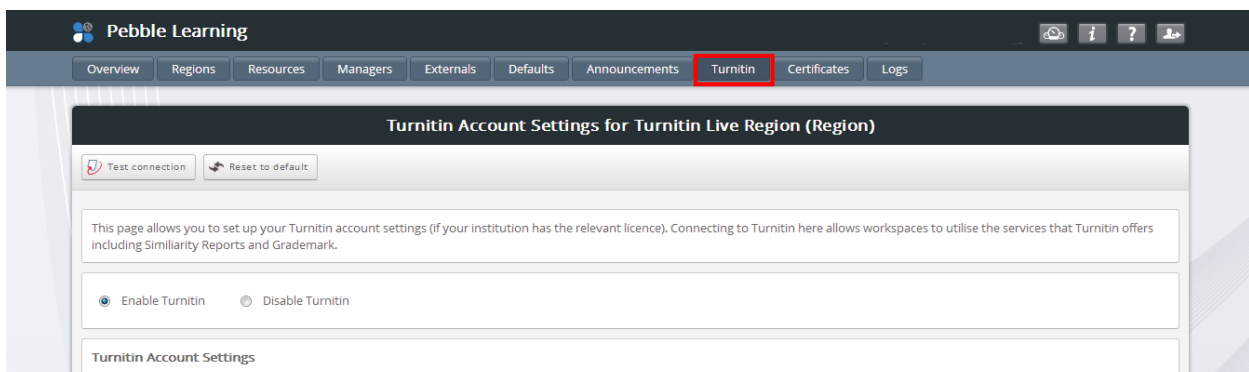 Pebble Learning
i ?
Overview Regions Resources Managers Externals Defaults Announcements Turnitin Certificates Logs
Turnitin Account Settings for Turnitin Live Region (Region)
Test connection Reset to default
This page allows you to set up your Turnitin account settings (if your institution has the relevant licence). Connecting to Turnitin here allows workspaces to utilise the services that Turnitin offers
including Similiarity Reports and Grademark.
Enable Turnitin Disable Turnitin
Turnitin Account Settings